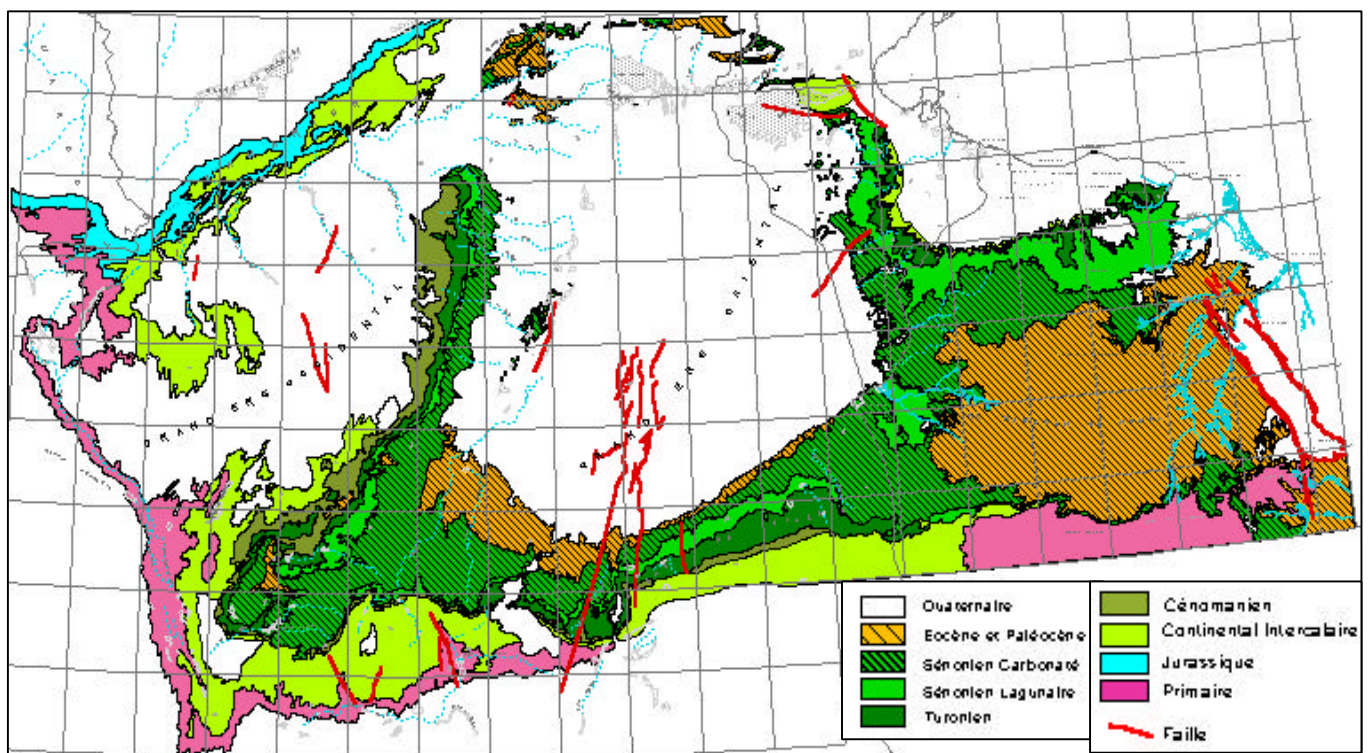 GRAND ERG OCCIDENTAL
GRAND ERG ORIENTAL
Quaternaire
Eocène et Paléocène
Sénonien Carbonaté
Sénonien Lagunaire
Turonien
Cénomanien
Continental Intercalaire
Jurassique
Primaire
Faille